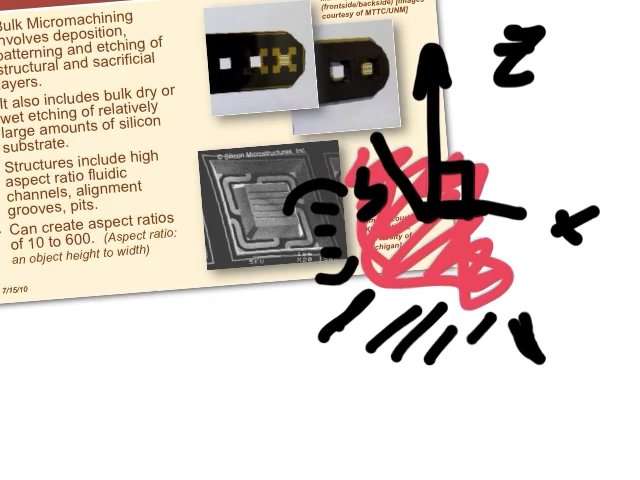 Bulk Micromachining
involves deposition,
patterning and etching of
structural and sacrificial
layers.
It also includes bulk dry or
wet etching of relatively
large amounts of silicon
substrate.
Structures include high
aspect ratio fluidic
channels, alignment
grooves, pits.
Can create aspect ratios
of 10 to 600. (Aspect ratio:
an object height to width)
7/15/10
(frontside/backside) [Images
courtesy of MTTC/UNM]
© Silicon Microstructures, Inc.
Z
x